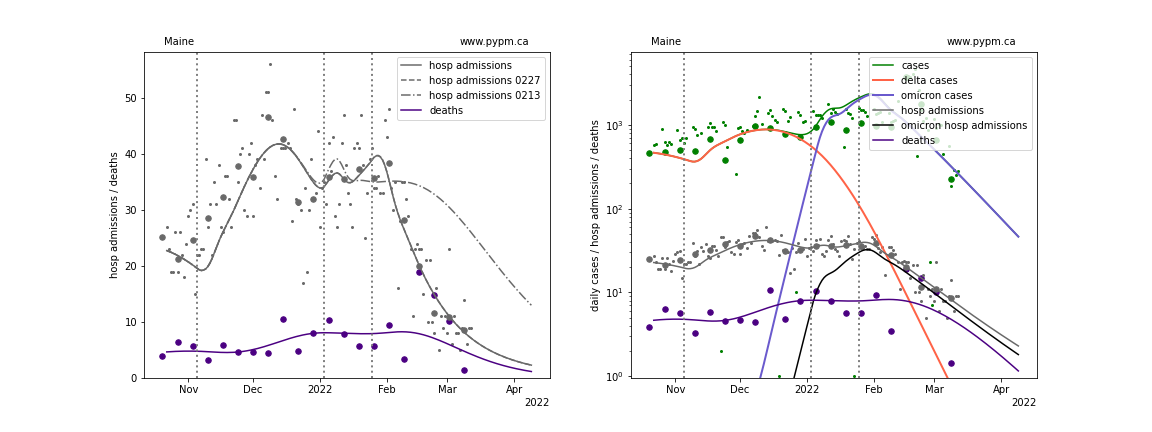 Maine www.pypm.ca
hosp admissions
hosp admissions 0227
hosp admissions 0213
deaths
hosp admissions / deaths
50
40
30
20
10
0
Nov Dec 2022 Feb Mar Apr
2022
Maine www.pypm.ca
cases
delta cases
omicron cases
hosp admissions
omicron hosp admissions
deaths
daily cases / hosp admissions / deaths
10³
10²
10¹
10⁰
Nov Dec 2022 Feb Mar Apr
2022